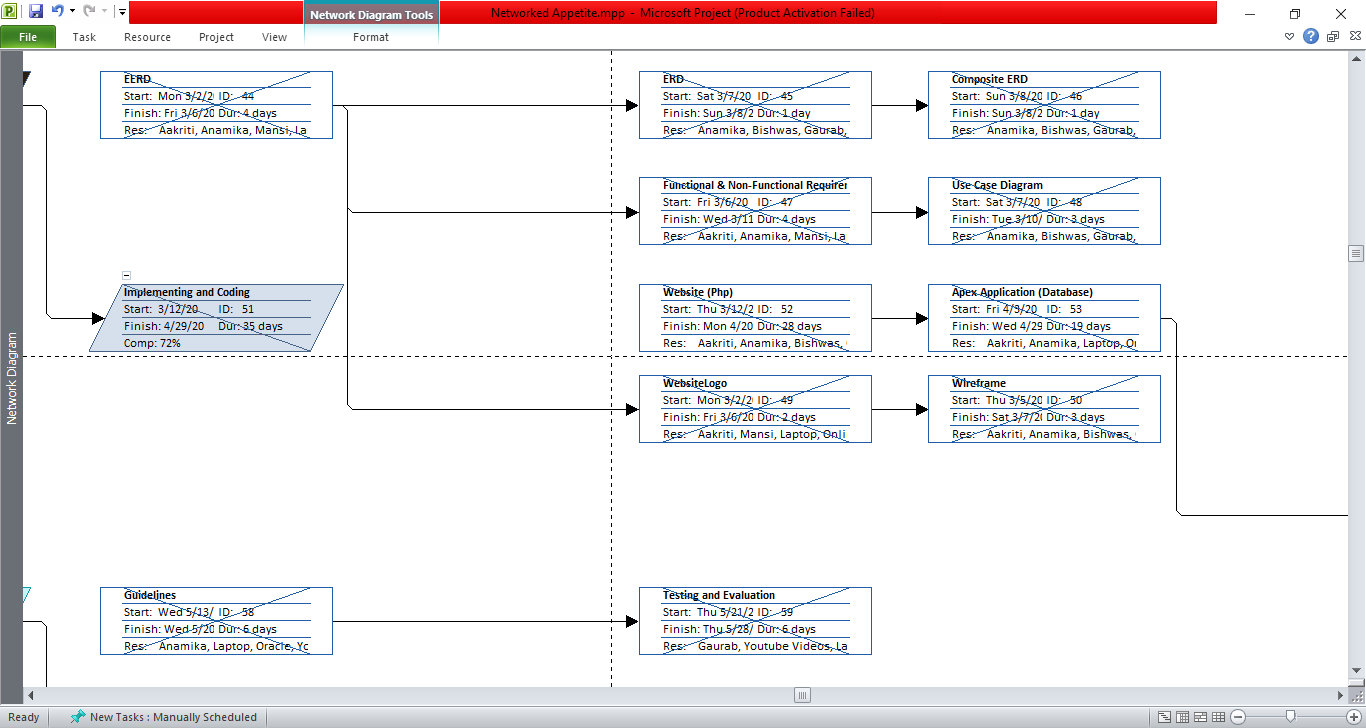 Network Diagram Tools
Networked Appetite.mpp - Microsoft Project (Product Activation Failed)
File Task Resource Project View Format
Network Diagram
EERD
Start: Mon 3/2/2( ID: 44
Finish: Fri 3/6/20 Dur: 4 days
Res: Aakriti, Anamika, Mansi, La
ERD
Start: Sat 3/7/20 ID: 45
Finish: Sun 3/8/2 Dur: 1 day
Res: Anamika, Bishwas, Gaurab,
Composite ERD
Start: Sun 3/8/20 ID: 46
Finish: Sun 3/8/2 Dur: 1 day
Res: Anamika, Bishwas, Gaurab,
Functional & Non-Functional Requirer
Start: Fri 3/6/20 ID: 47
Finish: Wed 3/11 Dur: 4 days
Res: Aakriti, Anamika, Mansi, La
Use Case Diagram
Start: Sat 3/7/20 ID: 48
Finish: Tue 3/10/ Dur: 3 days
Res: Anamika, Bishwas, Gaurab,
Implementing and Coding
Start: 3/12/20 ID: 51
Finish: 4/29/20 Dur: 35 days
Comp: 72%
Website (Php)
Start: Thu 3/12/2 ID: 52
Finish: Mon 4/20 Dur: 28 days
Res: Aakriti, Anamika, Bishwas,
Apex Application (Database)
Start: Fri 4/3/20 ID: 53
Finish: Wed 4/29 Dur: 19 days
Res: Aakriti, Anamika, Laptop, Or
WebsiteLogo
Start: Mon 3/2/2( ID: 49
Finish: Fri 3/6/20 Dur: 2 days
Res: Aakriti, Mansi, Laptop, Onli
Wireframe
Start: Thu 3/5/20 ID: 50
Finish: Sat 3/7/2( Dur: 3 days
Res: Aakriti, Anamika, Bishwas,
Guidelines
Start: Wed 5/13/ ID: 58
Finish: Wed 5/20 Dur: 6 days
Res: Anamika, Laptop, Oracle, Yc
Testing and Evaluation
Start: Thu 5/21/2 ID: 59
Finish: Thu 5/28/ Dur: 6 days
Res: Gaurab, Youtube Videos, La
Ready New Tasks : Manually Scheduled